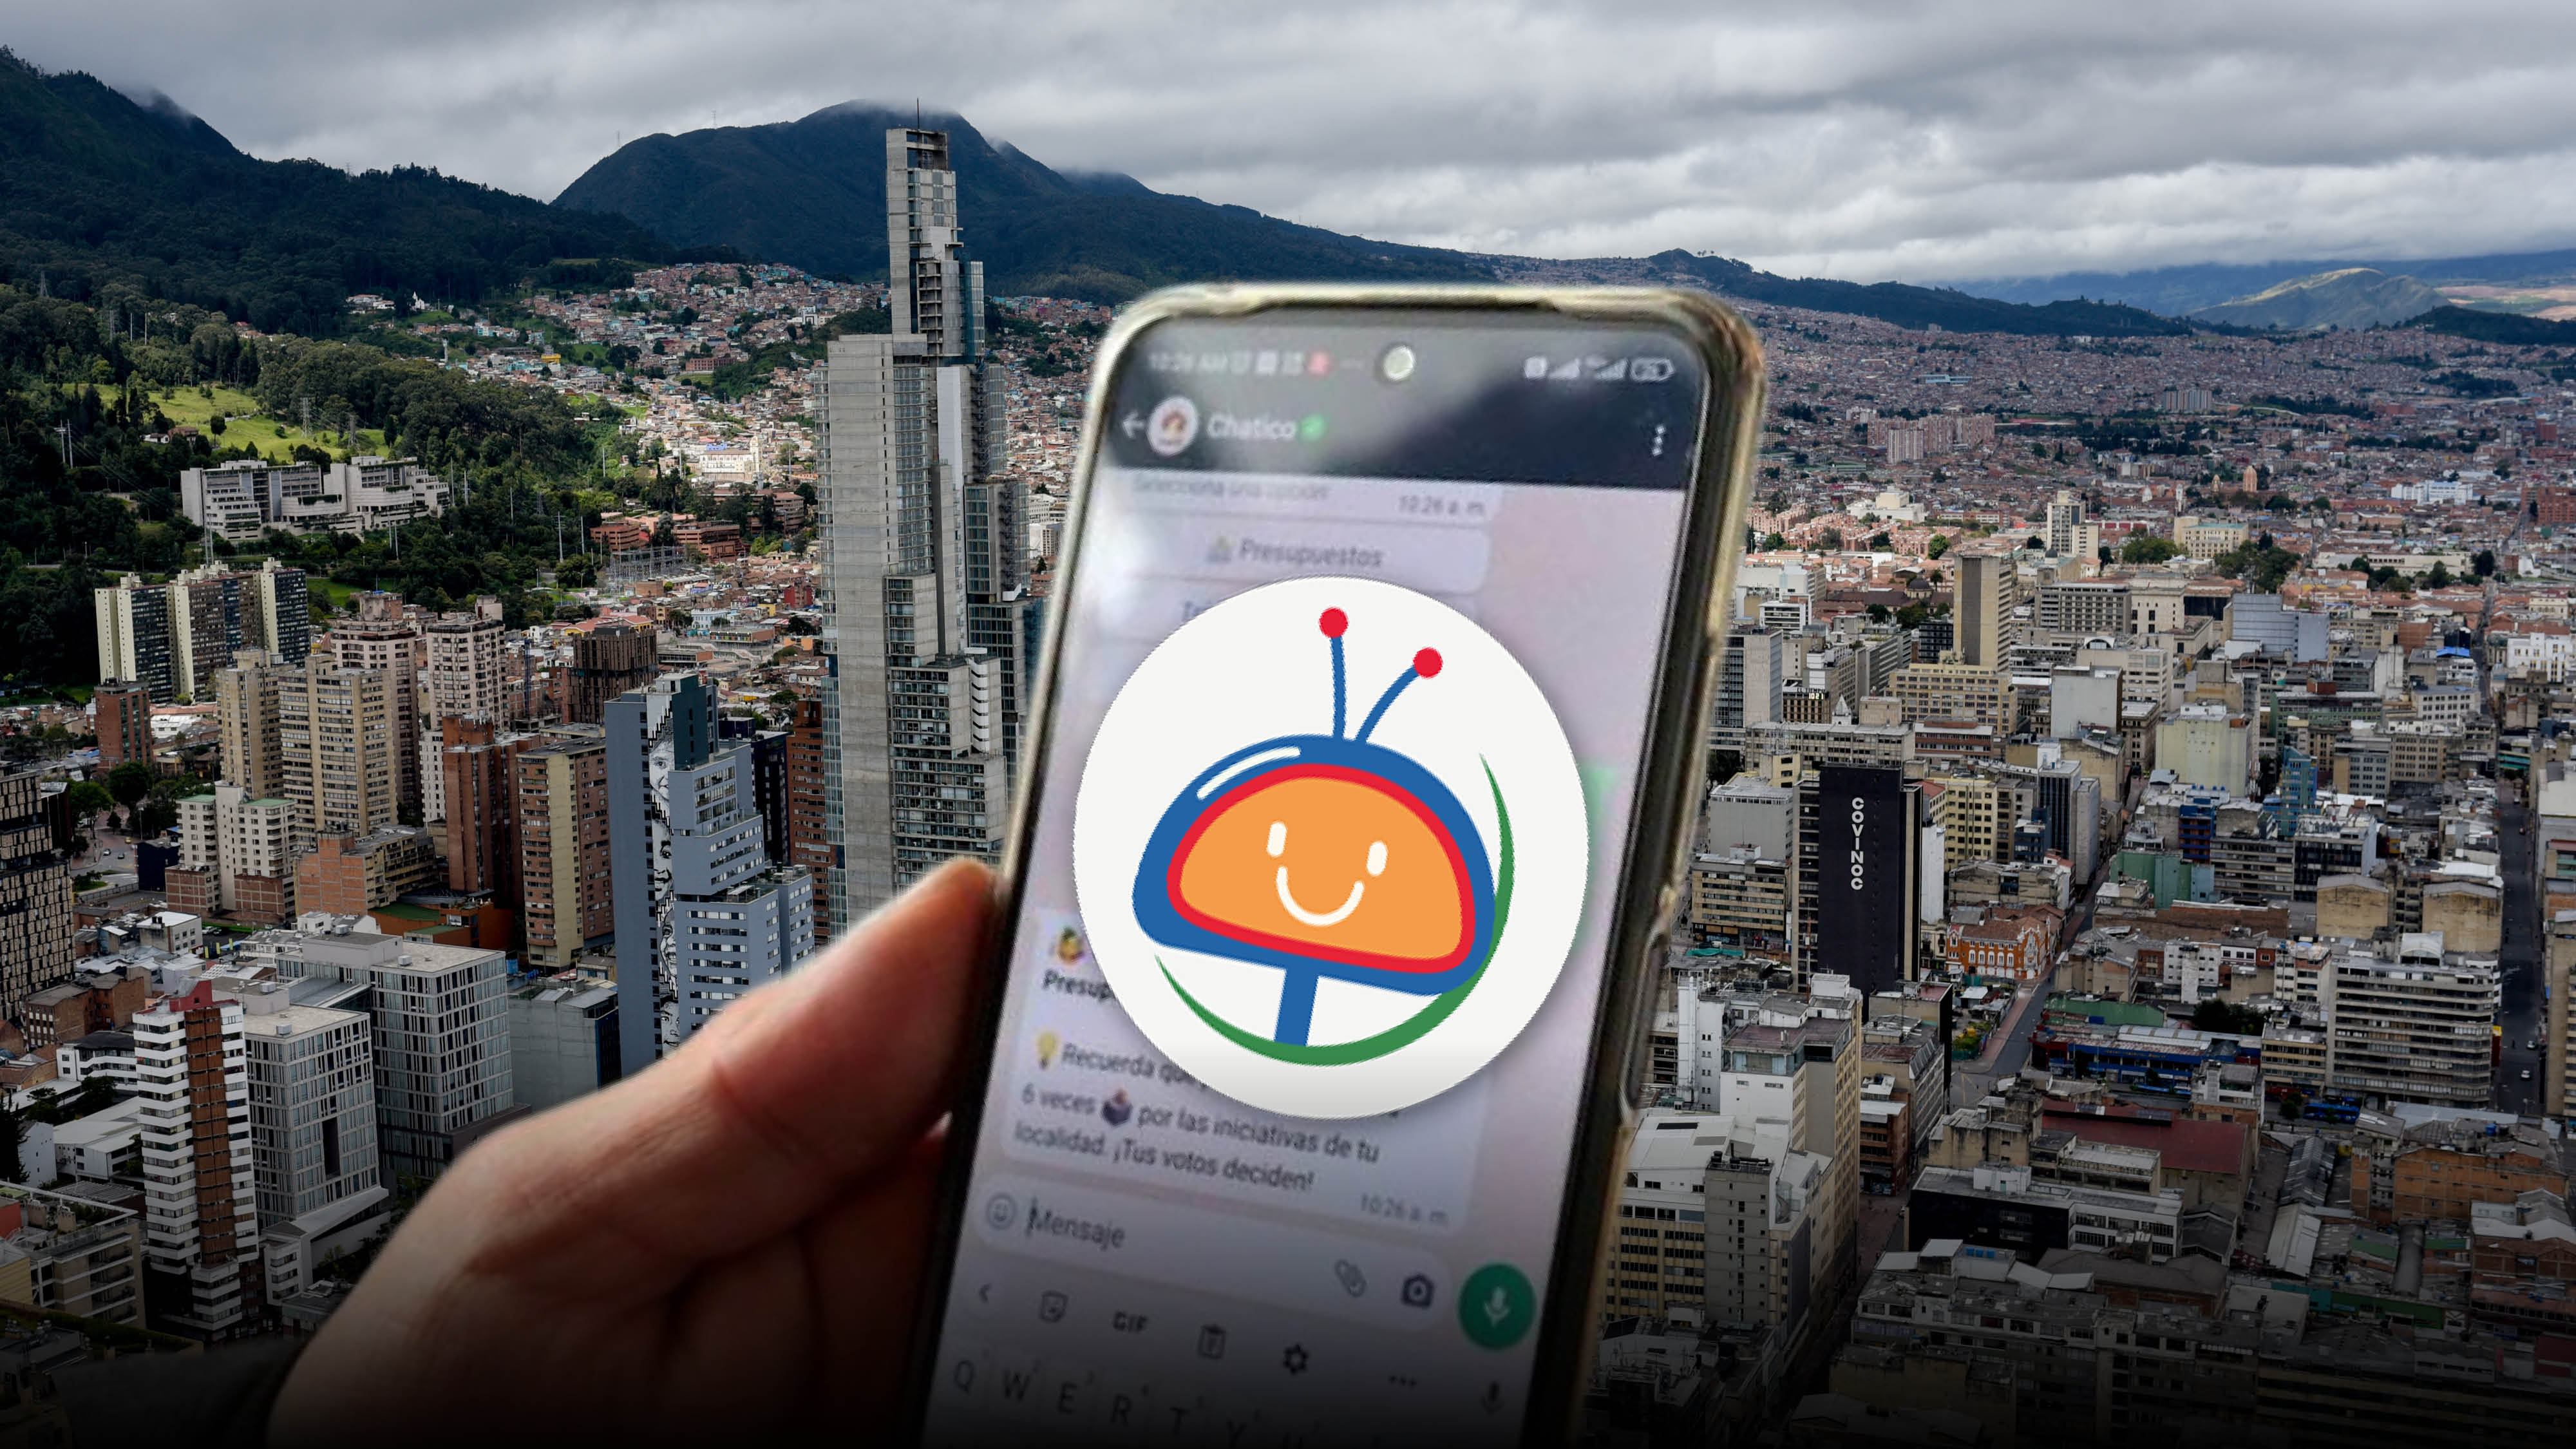 Chatico
Selecciona una opción
10:26 a. m.
Presupuestos
Presup
Recuerda que
6 veces por las iniciativas de tu
localidad. ¡Tus votos deciden!
10:26 a. m.
Mensaje
GIF
Q W E R T Y U
COVINOC